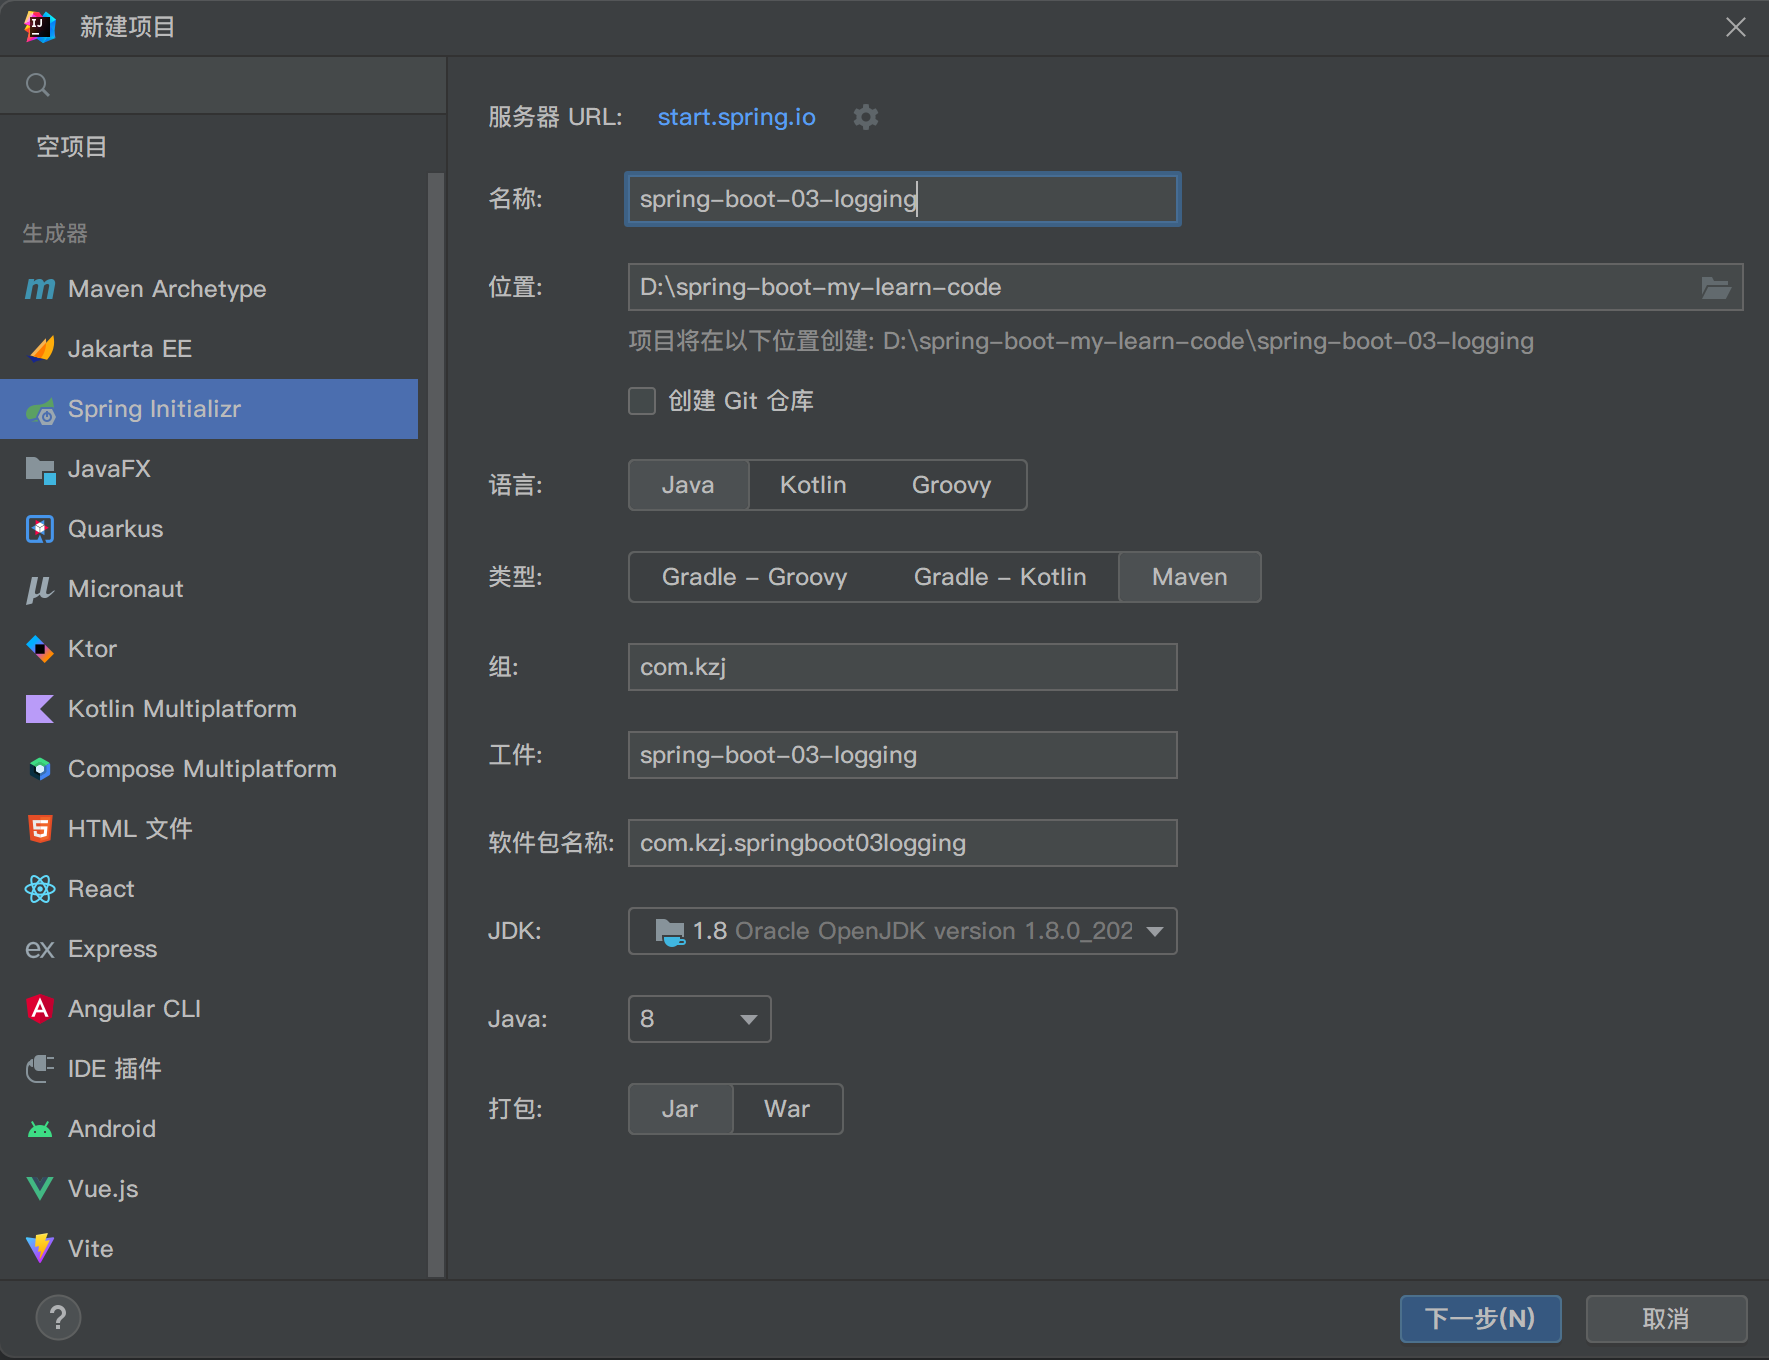 新建项目
空项目
生成器
Maven Archetype
Jakarta EE
Spring Initializr
JavaFX
Quarkus
Micronaut
Ktor
Kotlin Multiplatform
Compose Multiplatform
HTML 文件
React
Express
Angular CLI
IDE 插件
Android
Vue.js
Vite
服务器 URL: start.spring.io
名称: spring-boot-03-logging
位置: D:\spring-boot-my-learn-code
项目将在以下位置创建: D:\spring-boot-my-learn-code\spring-boot-03-logging
创建 Git 仓库
语言: Java Kotlin Groovy
类型: Gradle - Groovy Gradle - Kotlin Maven
组: com.kzj
工件: spring-boot-03-logging
软件包名称: com.kzj.springboot03logging
JDK: 1.8 Oracle OpenJDK version 1.8.0_202
Java: 8
打包: Jar War
? 下一步(N) 取消